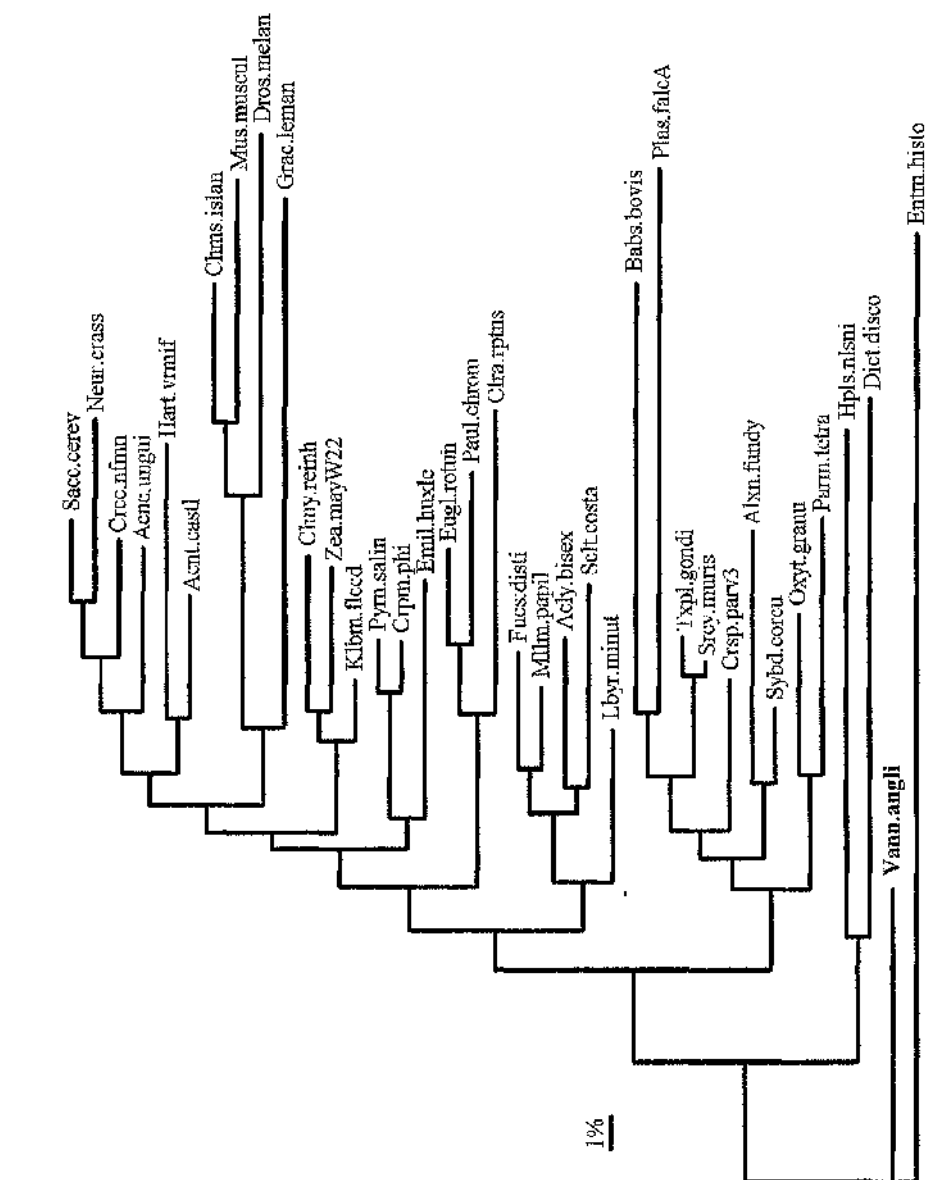 Sacc.cerev
Neur.crass
Crcc.nfmn
Acnc.ungui
Hart.vrmif
Acnt.castl
Chms.islan
Mus.muscul
Dros.melan
Grac.leman
Chmy.reinh
Zea.mayW22
Klbm.flccd
Pyrn.salin
Crpm.phi
Emil.huxle
Eugl.rotun
Paul.chrom
Clra.rptns
Fucs.disti
Mllm.papil
Acly.bisex
Sclt.costa
Lbyr.minut
Babs.bovis
Plas.falcA
Txpl.gondi
Srcy.muris
Crsp.parv3
Alxn.fundy
Sybd.corcu
Oxyt.granu
Parm.tetra
Hpls.nlsni
Dict.disco
Vann.angli
Entm.histo
1%